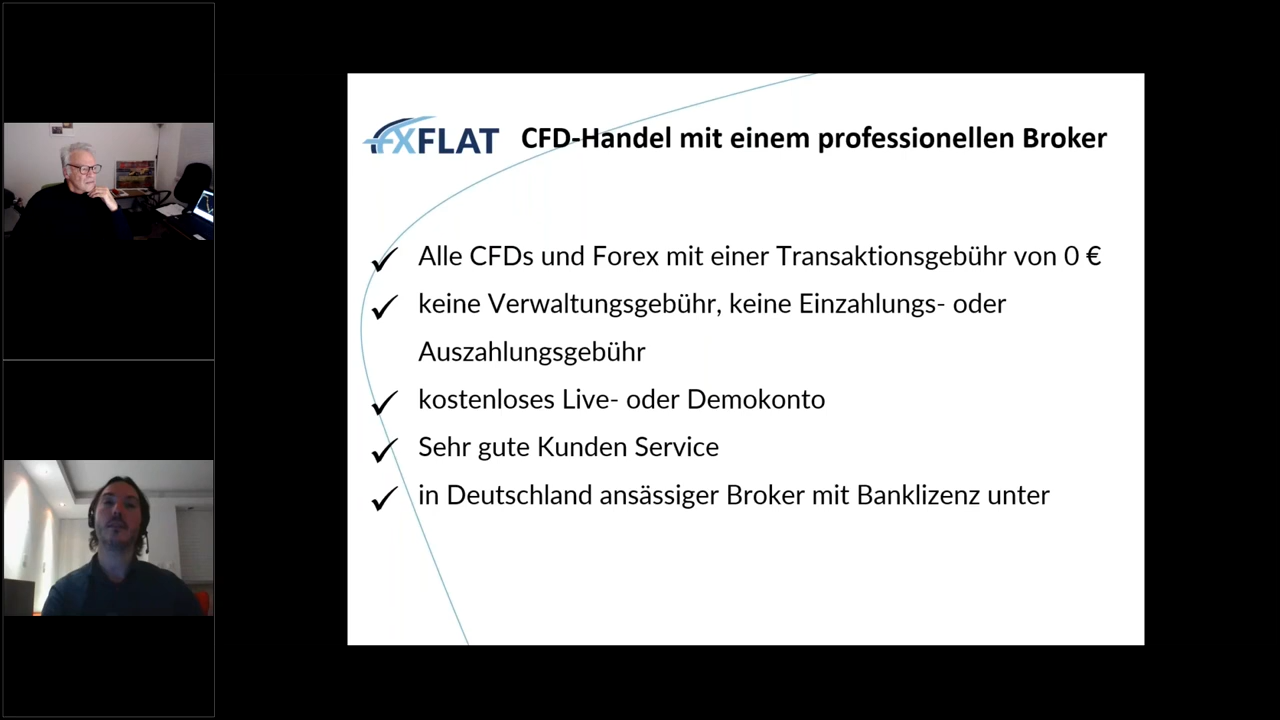 FXFLAT
CFD-Handel mit einem professionellen Broker
Alle CFDs und Forex mit einer Transaktionsgebühr von 0 €
keine Verwaltungsgebühr, keine Einzahlungs- oder
Auszahlungsgebühr
kostenloses Live- oder Demokonto
Sehr gute Kunden Service
in Deutschland ansässiger Broker mit Banklizenz unter